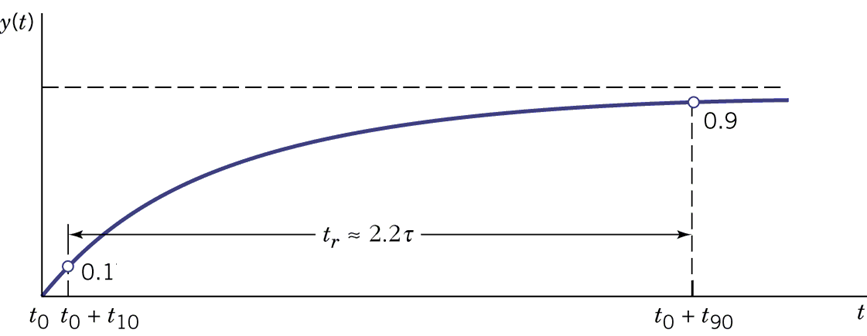 y(t)
0.9
t_r ≈ 2.2τ
0.1
t_0 t_0 + t_10 t_0 + t_90 t